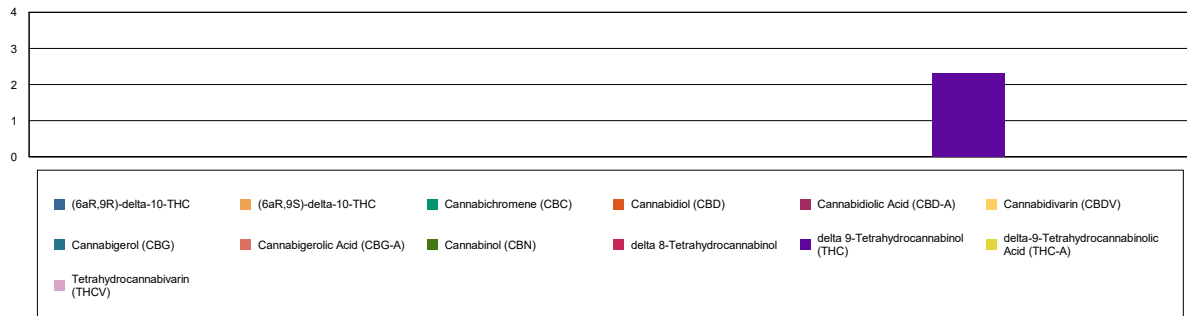 4
3
2
1
0
(6aR,9R)-delta-10-THC
(6aR,9S)-delta-10-THC
Cannabichromene (CBC)
Cannabidiol (CBD)
Cannabidiolic Acid (CBD-A)
Cannabidivarin (CBDV)
Cannabigerol (CBG)
Cannabigerolic Acid (CBG-A)
Cannabinol (CBN)
delta 8-Tetrahydrocannabinol
delta 9-Tetrahydrocannabinol
(THC)
delta-9-Tetrahydrocannabinolic
Acid (THC-A)
Tetrahydrocannabivarin
(THCV)